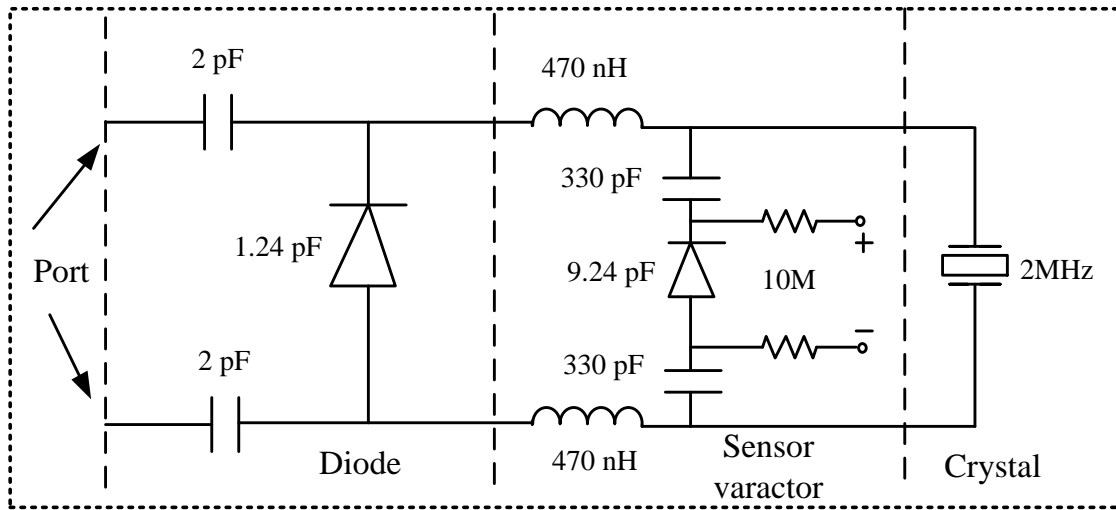 2 pF
470 nH
330 pF
1.24 pF
+
Port
9.24 pF
10M
2MHz
−
2 pF
330 pF
Diode
470 nH
Sensor
varactor
Crystal